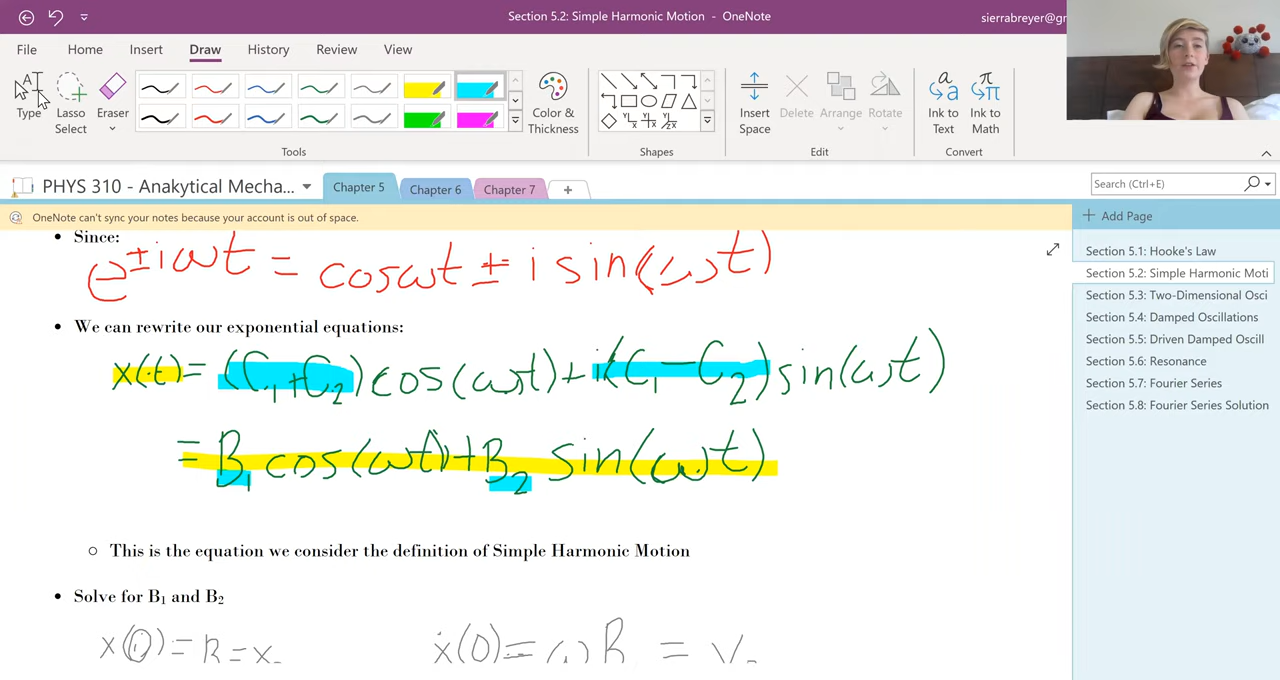 Section 5.2: Simple Harmonic Motion - OneNote
sierrabreyer@gr
File Home Insert Draw History Review View
Type
Lasso Select
Eraser
Color & Thickness
Insert Space
Delete
Arrange
Rotate
Ink to Text
Ink to Math
Tools
Shapes
Edit
Convert
PHYS 310 - Anakytical Mecha...
Chapter 5
Chapter 6
Chapter 7
+
Search (Ctrl+E)
OneNote can't sync your notes because your account is out of space.
+ Add Page
Section 5.1: Hooke's Law
Section 5.2: Simple Harmonic Moti
Section 5.3: Two-Dimensional Osci
Section 5.4: Damped Oscillations
Section 5.5: Driven Damped Oscill
Section 5.6: Resonance
Section 5.7: Fourier Series
Section 5.8: Fourier Series Solution
• Since:
e^±iωt = cosωt ± i sin(ωt)
• We can rewrite our exponential equations:
x(t) = (C₁+C₂)cos(ωt)+i(C₁−C₂)sin(ωt)
= B₁ cos(ωt)+B₂ sin(ωt)
○ This is the equation we consider the definition of Simple Harmonic Motion
• Solve for B₁ and B₂